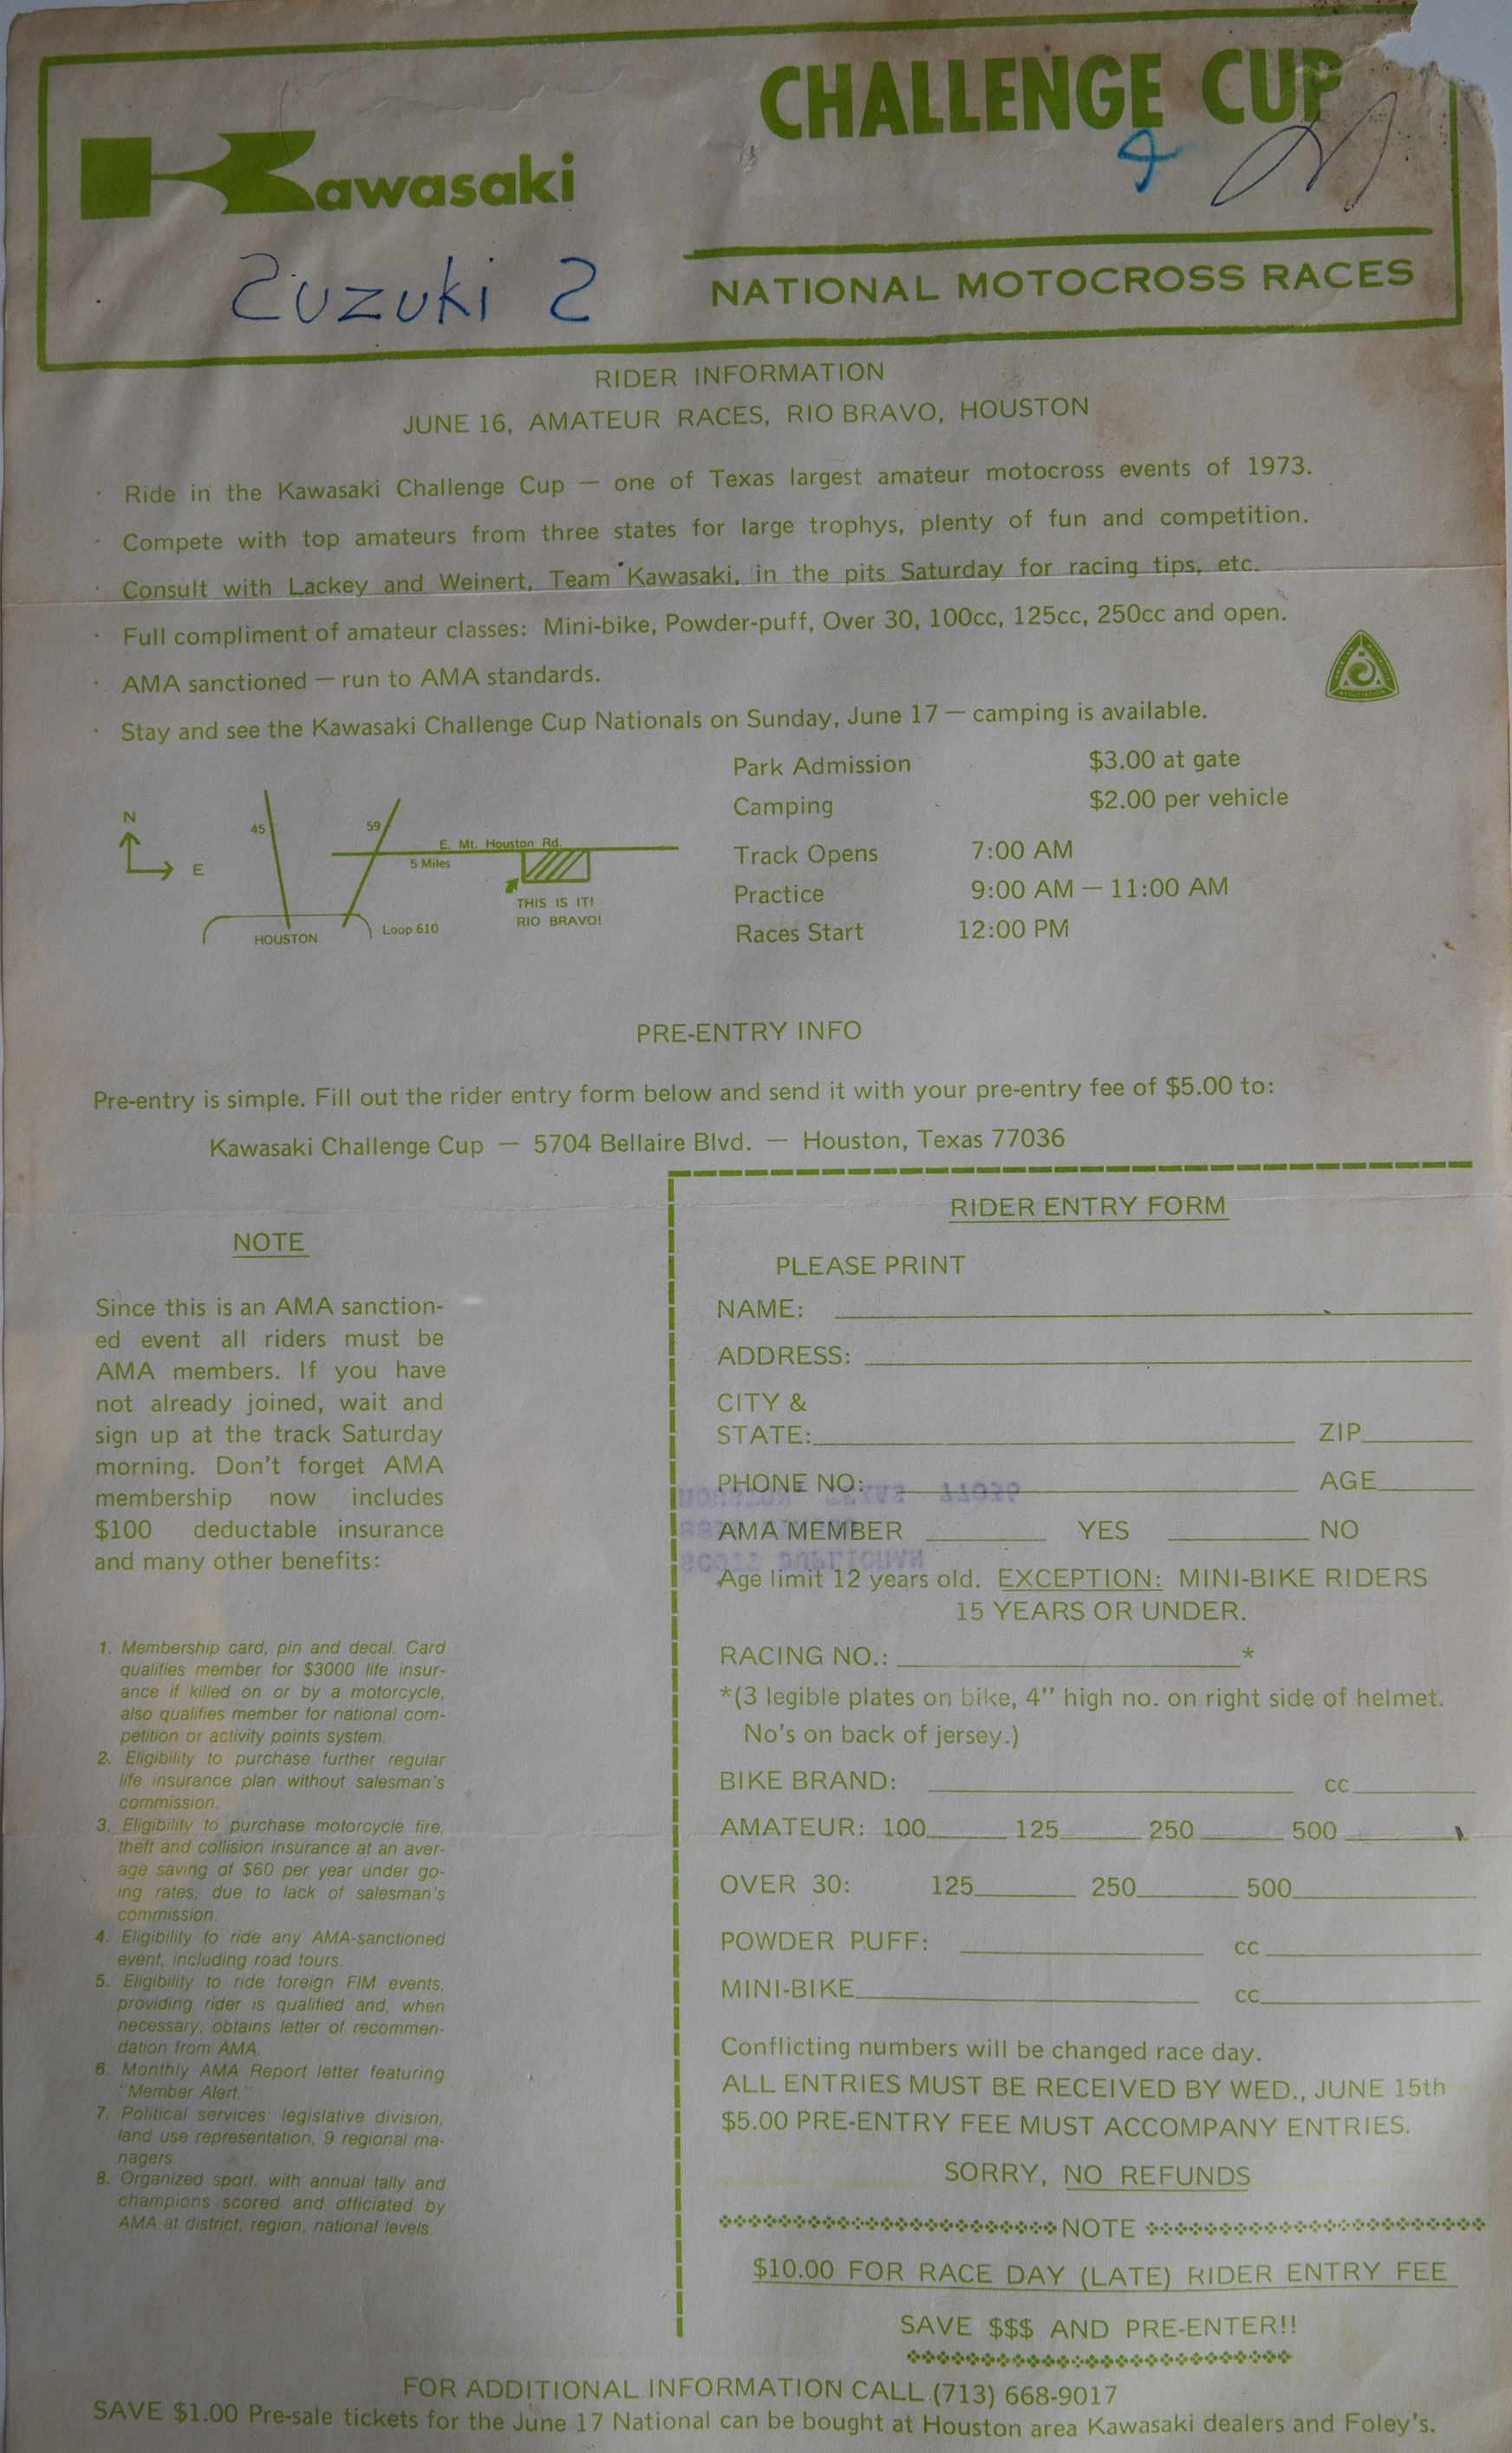 CHALLENGE CUP
Kawasaki
4
Zuzuki 2
NATIONAL MOTOCROSS RACES
RIDER INFORMATION
JUNE 16, AMATEUR RACES, RIO BRAVO, HOUSTON
· Ride in the Kawasaki Challenge Cup — one of Texas largest amateur motocross events of 1973.
· Compete with top amateurs from three states for large trophys, plenty of fun and competition.
· Consult with Lackey and Weinert, Team Kawasaki, in the pits Saturday for racing tips, etc.
· Full compliment of amateur classes: Mini-bike, Powder-puff, Over 30, 100cc, 125cc, 250cc and open.
· AMA sanctioned — run to AMA standards.
· Stay and see the Kawasaki Challenge Cup Nationals on Sunday, June 17 — camping is available.
N
E
45
59
E. Mt. Houston Rd.
5 Miles
THIS IS IT!
RIO BRAVO!
HOUSTON
Loop 610
Park Admission $3.00 at gate
Camping $2.00 per vehicle
Track Opens 7:00 AM
Practice 9:00 AM — 11:00 AM
Races Start 12:00 PM
PRE-ENTRY INFO
Pre-entry is simple. Fill out the rider entry form below and send it with your pre-entry fee of $5.00 to:
Kawasaki Challenge Cup — 5704 Bellaire Blvd. — Houston, Texas 77036
NOTE
Since this is an AMA sanction-
ed event all riders must be
AMA members. If you have
not already joined, wait and
sign up at the track Saturday
morning. Don't forget AMA
membership now includes
$100 deductable insurance
and many other benefits:
1. Membership card, pin and decal. Card
qualifies member for $3000 life insur-
ance if killed on or by a motorcycle,
also qualifies member for national com-
petition or activity points system.
2. Eligibility to purchase further regular
life insurance plan without salesman's
commission.
3. Eligibility to purchase motorcycle fire,
theft and collision insurance at an aver-
age saving of $60 per year under go-
ing rates, due to lack of salesman's
commission.
4. Eligibility to ride any AMA-sanctioned
event, including road tours.
5. Eligibility to ride foreign FIM events,
providing rider is qualified and, when
necessary, obtains letter of recommen-
dation from AMA.
6. Monthly AMA Report letter featuring
"Member Alert."
7. Political services: legislative division,
land use representation, 9 regional ma-
nagers.
8. Organized sport, with annual tally and
champions scored and officiated by
AMA at district, region, national levels.
RIDER ENTRY FORM
PLEASE PRINT
NAME:
ADDRESS:
CITY &
STATE: ZIP
PHONE NO: AGE
AMA MEMBER YES NO
Age limit 12 years old. EXCEPTION: MINI-BIKE RIDERS
15 YEARS OR UNDER.
RACING NO.: *
*(3 legible plates on bike, 4" high no. on right side of helmet.
No's on back of jersey.)
BIKE BRAND: cc
AMATEUR: 100 125 250 500
OVER 30: 125 250 500
POWDER PUFF: cc
MINI-BIKE cc
Conflicting numbers will be changed race day.
ALL ENTRIES MUST BE RECEIVED BY WED., JUNE 15th
$5.00 PRE-ENTRY FEE MUST ACCOMPANY ENTRIES.
SORRY, NO REFUNDS
NOTE
$10.00 FOR RACE DAY (LATE) RIDER ENTRY FEE
SAVE $$$ AND PRE-ENTER!!
FOR ADDITIONAL INFORMATION CALL (713) 668-9017
SAVE $1.00 Pre-sale tickets for the June 17 National can be bought at Houston area Kawasaki dealers and Foley's.